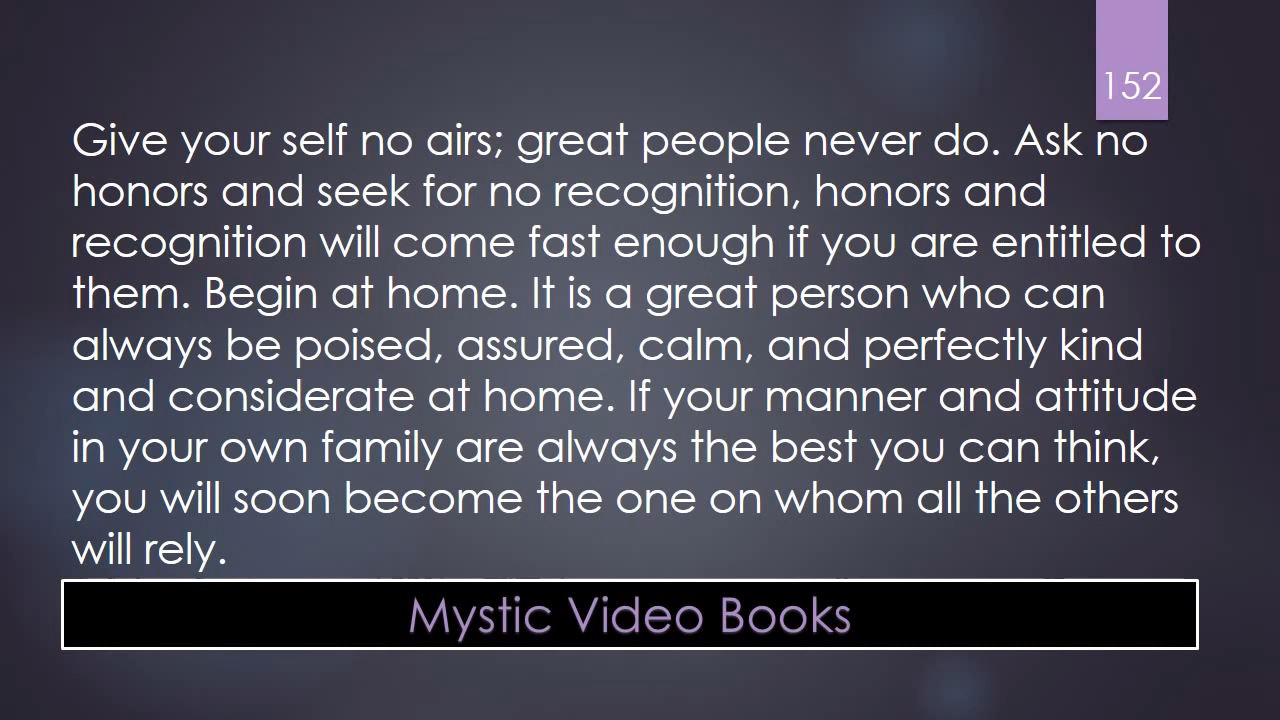 152
Give your self no airs; great people never do. Ask no
honors and seek for no recognition, honors and
recognition will come fast enough if you are entitled to
them. Begin at home. It is a great person who can
always be poised, assured, calm, and perfectly kind
and considerate at home. If your manner and attitude
in your own family are always the best you can think,
you will soon become the one on whom all the others
will rely.
Mystic Video Books